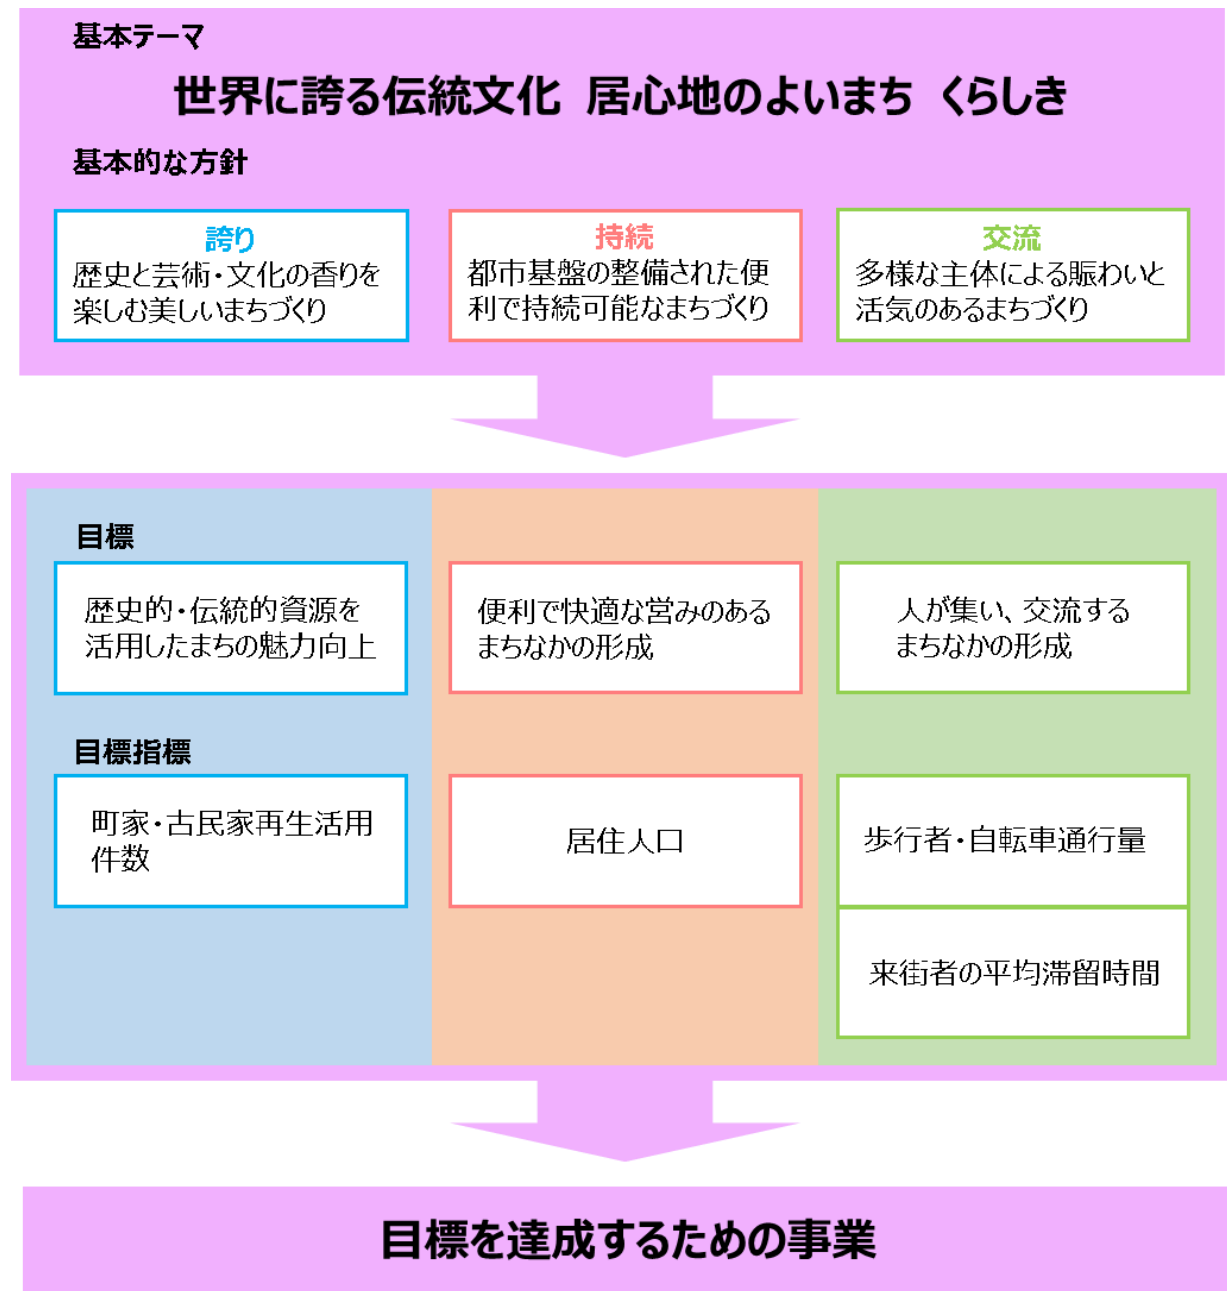 基本テーマ
世界に誇る伝統文化 居心地のよいまち くらしき
基本的な方針
誇り
歴史と芸術・文化の香りを
楽しむ美しいまちづくり
持続
都市基盤の整備された便
利で持続可能なまちづくり
交流
多様な主体による賑わいと
活気のあるまちづくり
目標
歴史的・伝統的資源を
活用したまちの魅力向上
便利で快適な営みのある
まちなかの形成
人が集い、交流する
まちなかの形成
目標指標
町家・古民家再生活用
件数
居住人口
歩行者・自転車通行量
来街者の平均滞留時間
目標を達成するための事業